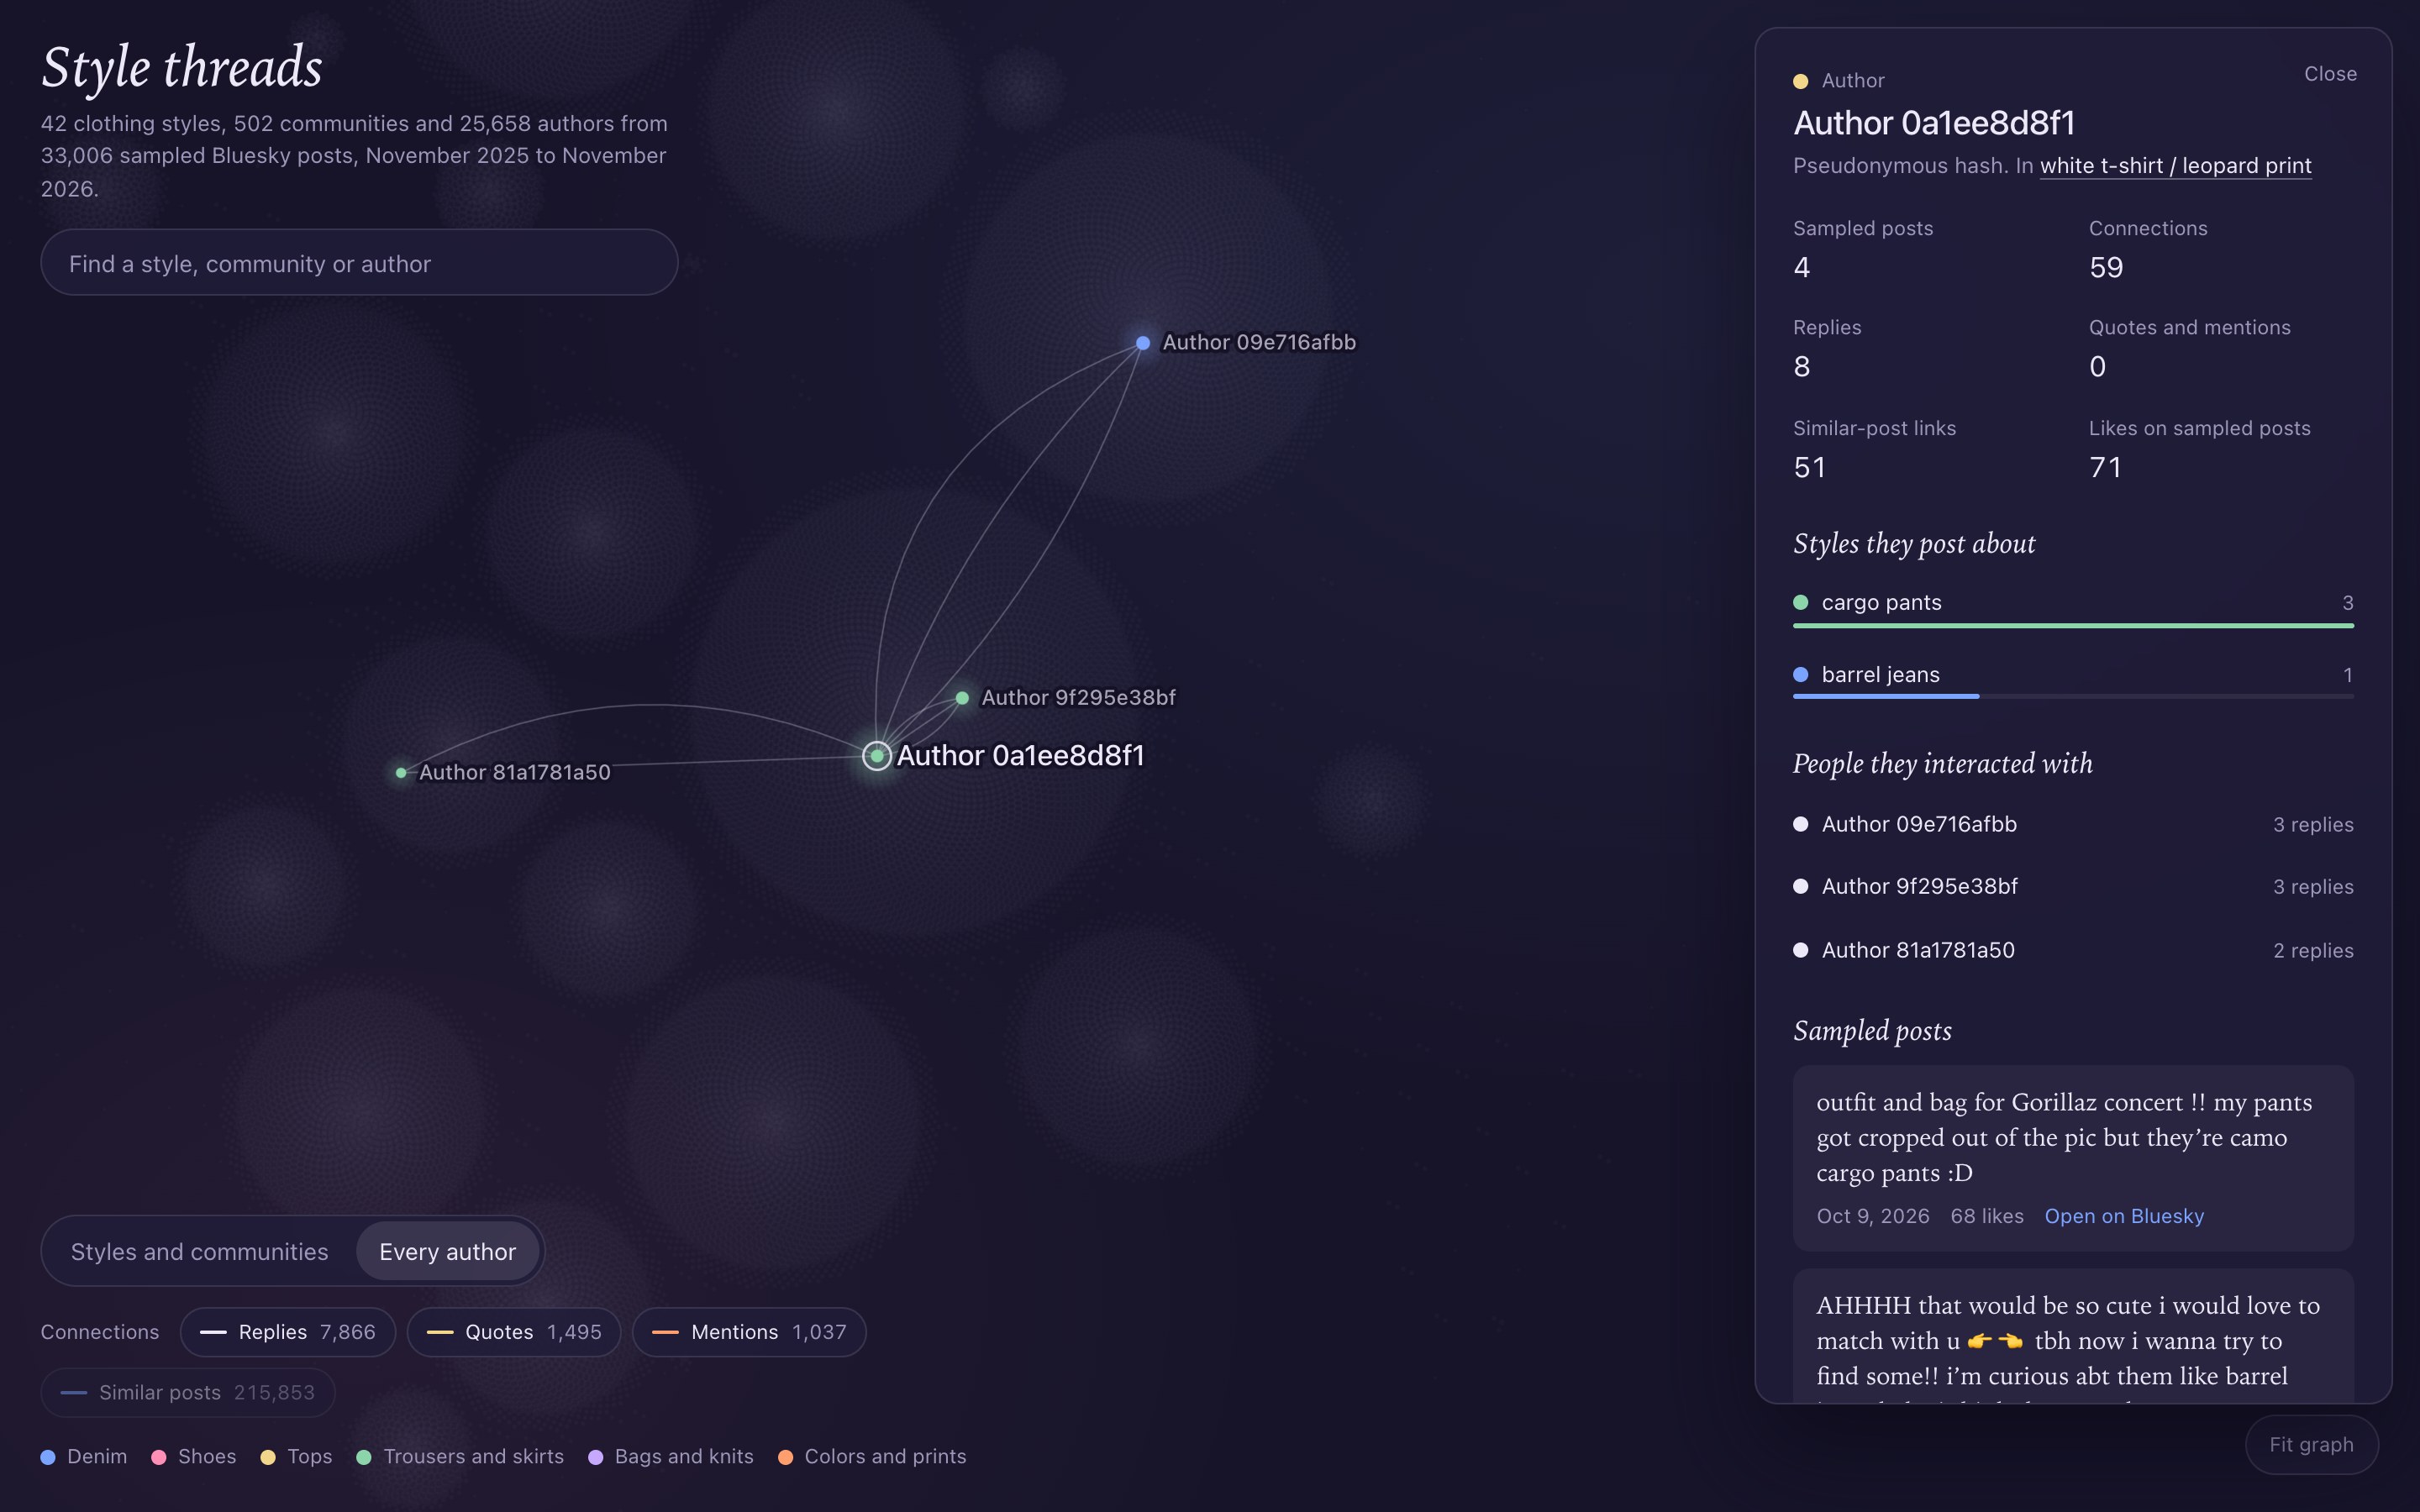 Style threads
42 clothing styles, 502 communities and 25,658 authors from
33,006 sampled Bluesky posts, November 2025 to November
2026.
Find a style, community or author
Author 09e716afbb
Author 9f295e38bf
Author 0a1ee8d8f1
Author 81a1781a50
Styles and communities
Every author
Connections
Replies 7,866
Quotes 1,495
Mentions 1,037
Similar posts 215,853
Denim
Shoes
Tops
Trousers and skirts
Bags and knits
Colors and prints
Author
Close
Author 0a1ee8d8f1
Pseudonymous hash. In white t-shirt / leopard print
Sampled posts
4
Connections
59
Replies
8
Quotes and mentions
0
Similar-post links
51
Likes on sampled posts
71
Styles they post about
cargo pants 3
barrel jeans 1
People they interacted with
Author 09e716afbb 3 replies
Author 9f295e38bf 3 replies
Author 81a1781a50 2 replies
Sampled posts
outfit and bag for Gorillaz concert !! my pants
got cropped out of the pic but they’re camo
cargo pants :D
Oct 9, 2026 68 likes Open on Bluesky
AHHHH that would be so cute i would love to
match with u 👉👈 tbh now i wanna try to
find some!! i’m curious abt them like barrel
Fit graph